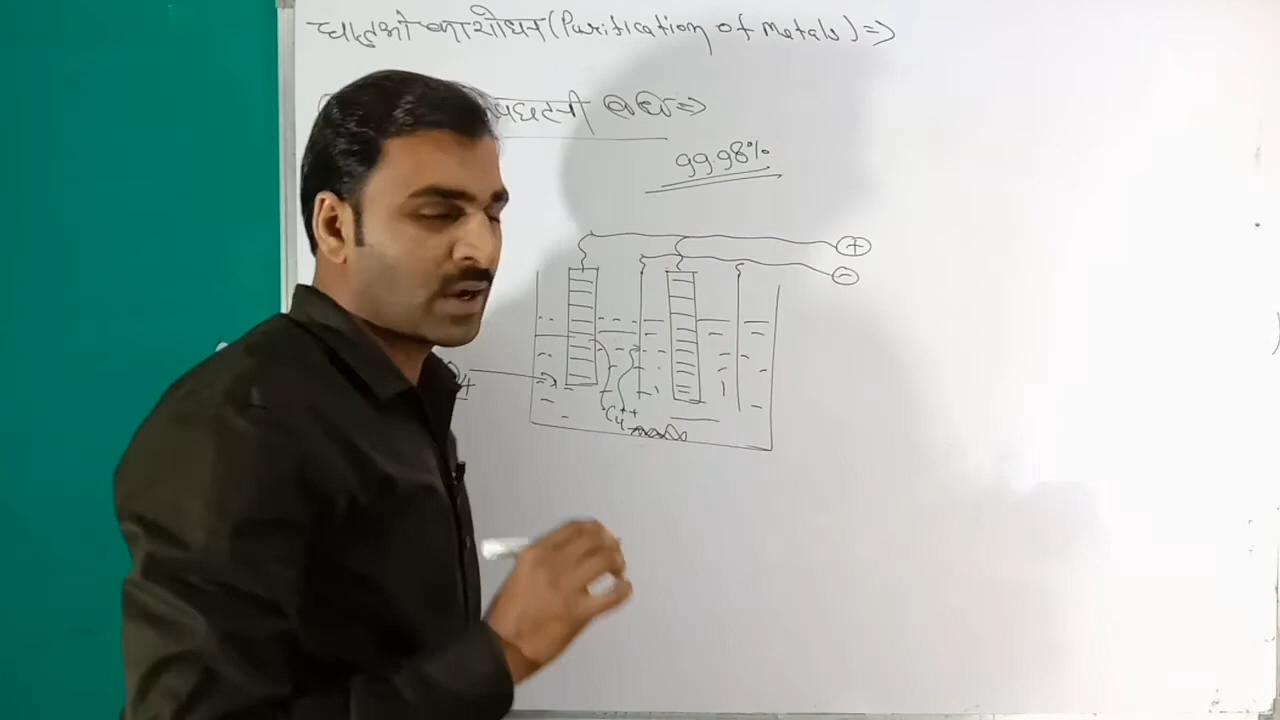 धातुओं का शोधन (Purification of metals) ⇒
विधि ⇒
99.98%
+
-
Cu++